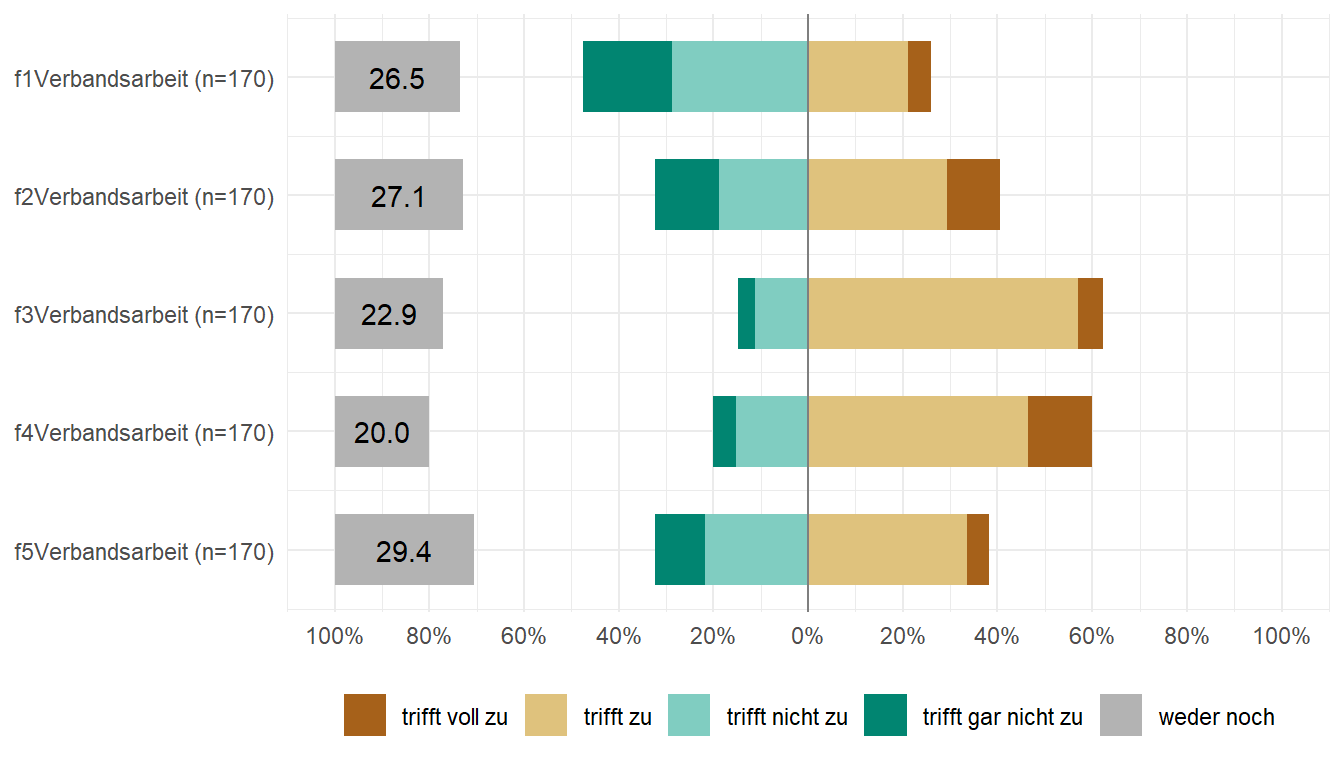 f1Verbandsarbeit (n=170) 26.5
f2Verbandsarbeit (n=170) 27.1
f3Verbandsarbeit (n=170) 22.9
f4Verbandsarbeit (n=170) 20.0
f5Verbandsarbeit (n=170) 29.4
100% 80% 60% 40% 20% 0% 20% 40% 60% 80% 100%
trifft voll zu trifft zu trifft nicht zu trifft gar nicht zu weder noch